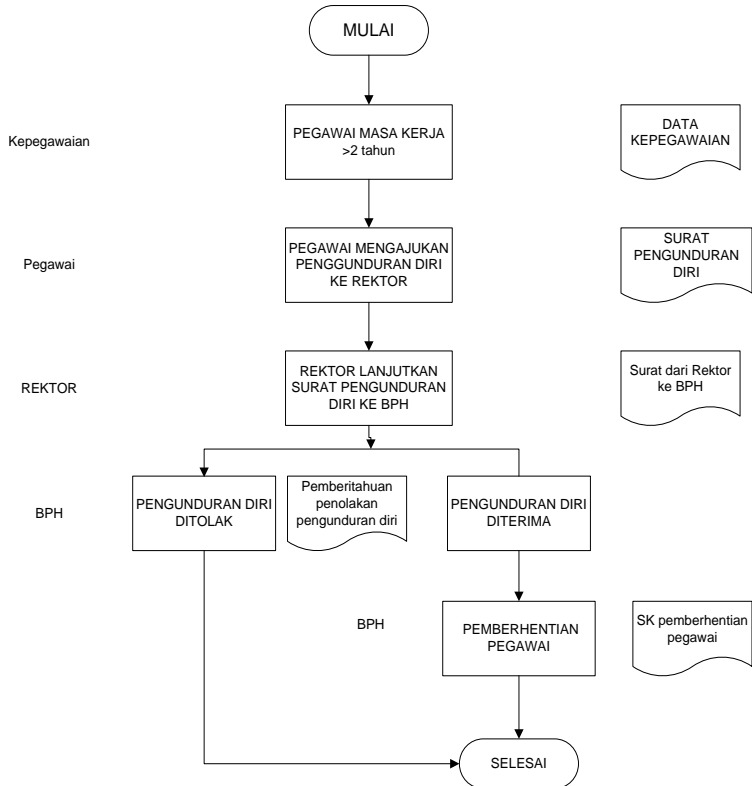 MULAI
Kepegawaian
PEGAWAI MASA KERJA
>2 tahun
DATA
KEPEGAWAIAN
Pegawai
PEGAWAI MENGAJUKAN
PENGGUNDURAN DIRI
KE REKTOR
SURAT
PENGUNDURAN
DIRI
REKTOR
REKTOR LANJUTKAN
SURAT PENGUNDURAN
DIRI KE BPH
Surat dari Rektor
ke BPH
BPH
PENGUNDURAN DIRI
DITOLAK
Pemberitahuan
penolakan
pengunduran diri
PENGUNDURAN DIRI
DITERIMA
BPH
PEMBERHENTIAN
PEGAWAI
SK pemberhentian
pegawai
SELESAI